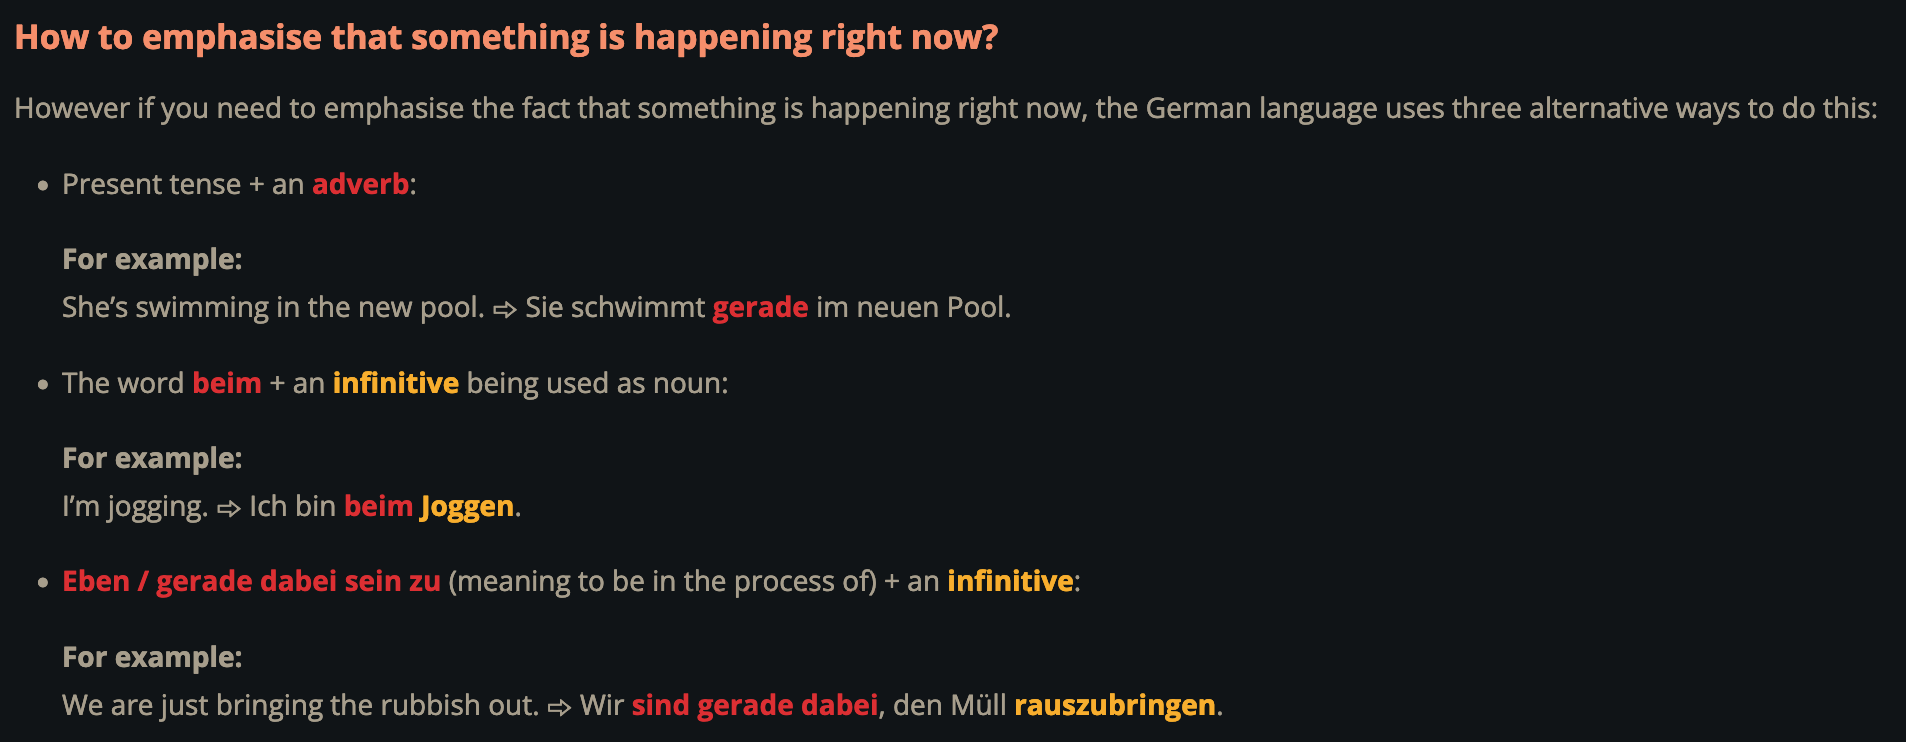 How to emphasise that something is happening right now?
However if you need to emphasise the fact that something is happening right now, the German language uses three alternative ways to do this:
• Present tense + an adverb:
For example:
She’s swimming in the new pool. ⇨ Sie schwimmt gerade im neuen Pool.
• The word beim + an infinitive being used as noun:
For example:
I’m jogging. ⇨ Ich bin beim Joggen.
• Eben / gerade dabei sein zu (meaning to be in the process of) + an infinitive:
For example:
We are just bringing the rubbish out. ⇨ Wir sind gerade dabei, den Müll rauszubringen.